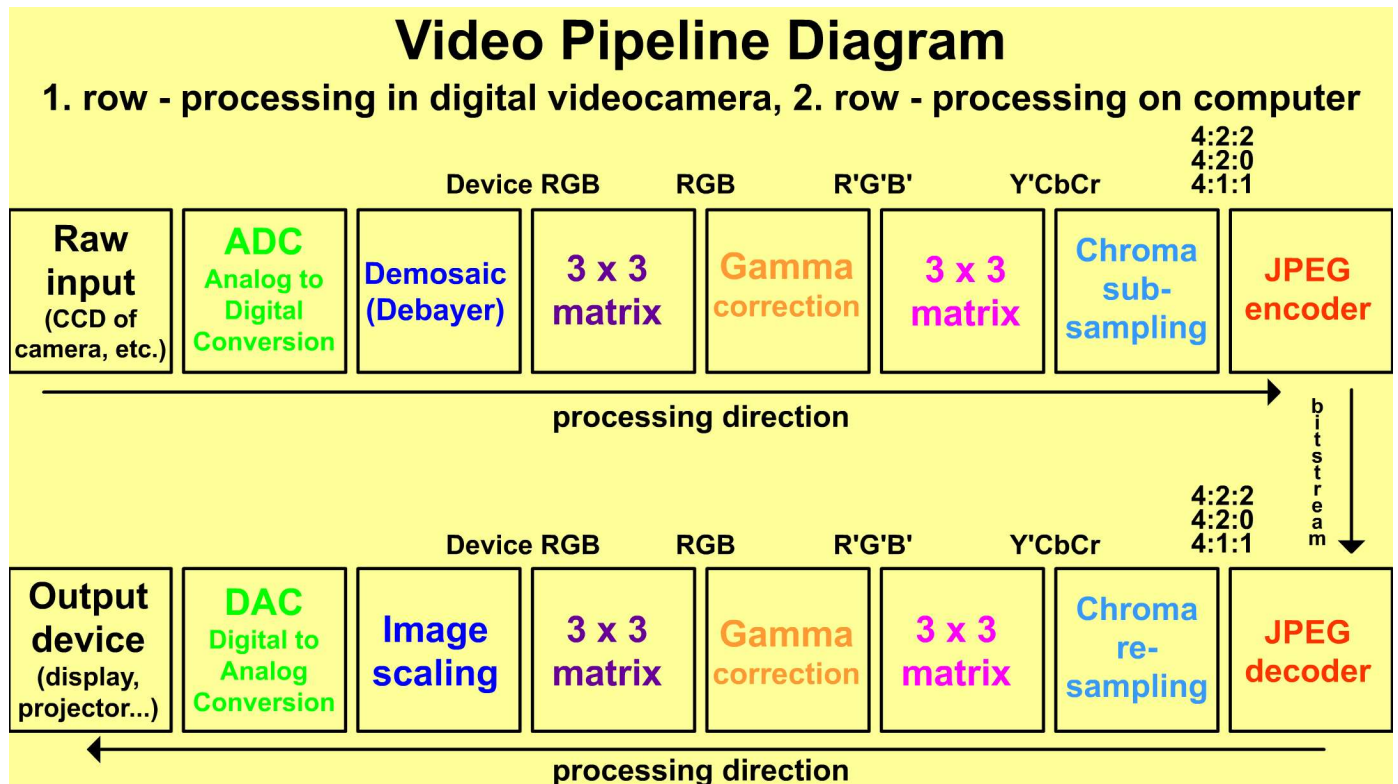 Video Pipeline Diagram
1. row - processing in digital videocamera, 2. row - processing on computer
4:2:2
4:2:0
Device RGB RGB R'G'B' Y'CbCr 4:1:1
Raw
input
(CCD of
camera, etc.)
ADC
Analog to
Digital
Conversion
Demosaic
(Debayer)
3 x 3
matrix
Gamma
correction
3 x 3
matrix
Chroma
sub-
sampling
JPEG
encoder
processing direction
bitstream
4:2:2
4:2:0
Device RGB RGB R'G'B' Y'CbCr 4:1:1
Output
device
(display,
projector...)
DAC
Digital to
Analog
Conversion
Image
scaling
3 x 3
matrix
Gamma
correction
3 x 3
matrix
Chroma
re-
sampling
JPEG
decoder
processing direction